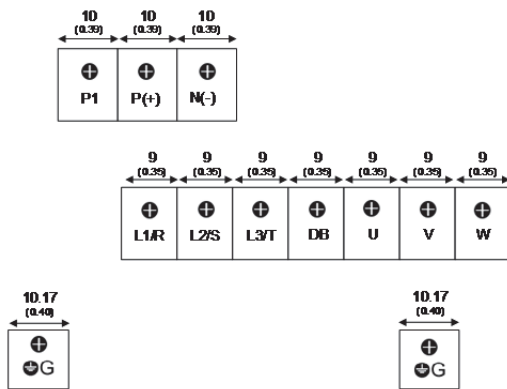 10 10 10
(0.39) (0.39) (0.39)
P1 P(+) N(-)
9 9 9 9 9 9 9
(0.35) (0.35) (0.35) (0.35) (0.35) (0.35) (0.35)
L1/R L2/S L3/T DB U V W
10.17 10.17
(0.40) (0.40)
G G